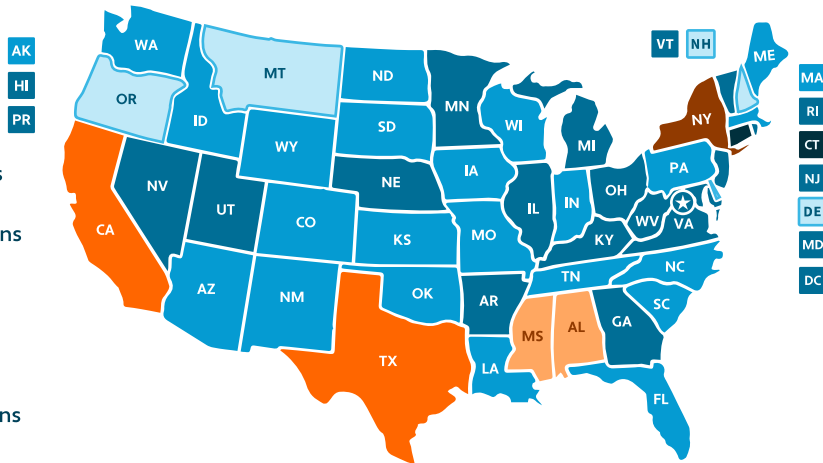 AK
HI
PR
s
ns
ns
WA
OR
MT
ID
ND
SD
WY
MN
WI
MI
VT
NH
ME
NY
MA
RI
CT
NJ
DE
MD
DC
PA
NV
UT
CO
NE
IA
IL
IN
OH
WV
VA
KY
CA
AZ
NM
KS
MO
OK
AR
TN
NC
SC
TX
LA
MS
AL
GA
FL